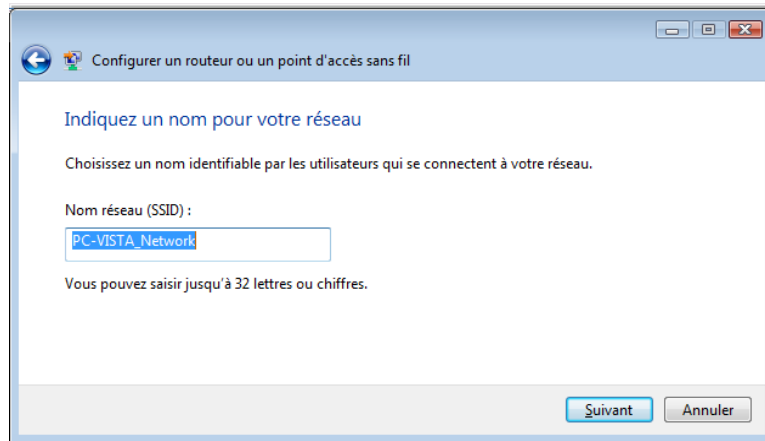 Configurer un routeur ou un point d'accès sans fil
Indiquez un nom pour votre réseau
Choisissez un nom identifiable par les utilisateurs qui se connectent à votre réseau.
Nom réseau (SSID) :
PC-VISTA_Network
Vous pouvez saisir jusqu'à 32 lettres ou chiffres.
Suivant Annuler